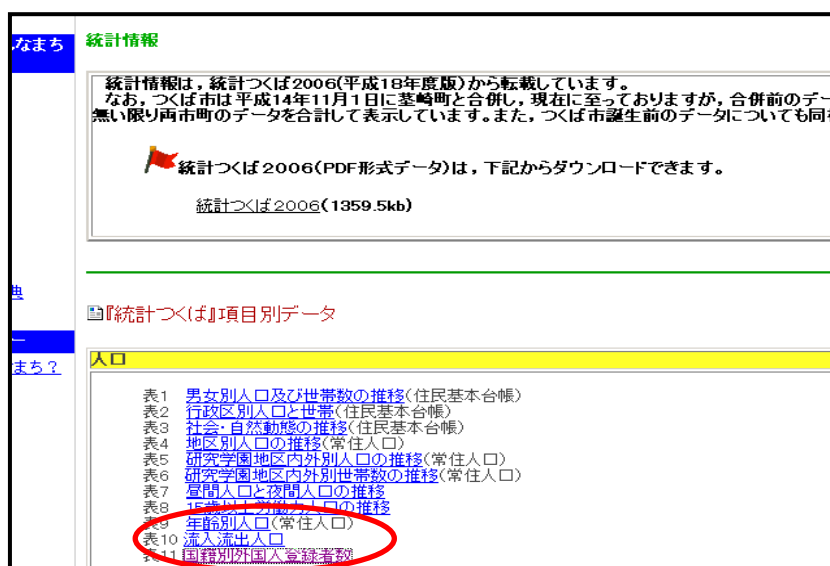 んなまち
統計情報
統計情報は，統計つくば2006(平成18年度版)から転載しています。
なお，つくば市は平成14年11月1日に茎崎町と合併し，現在に至っておりますが，合併前のデー
無い限り両市町のデータを合計して表示しています。また，つくば市誕生前のデータについても同
統計つくば2006(PDF形式データ)は，下記からダウンロードできます。
統計つくば2006(1359.5kb)
典
『統計つくば』項目別データ
ー
まち？
人口
表1 男女別人口及び世帯数の推移(住民基本台帳)
表2 行政区別人口と世帯(住民基本台帳)
表3 社会・自然動態の推移(住民基本台帳)
表4 地区別人口の推移(常住人口)
表5 研究学園地区内外別人口の推移(常住人口)
表6 研究学園地区内外別世帯数の推移(常住人口)
表7 昼間人口と夜間人口の推移
表8 15歳以上労働力人口の推移
表9 年齢別人口(常住人口)
表10 流入流出人口
表11 国籍別外国人登録者数